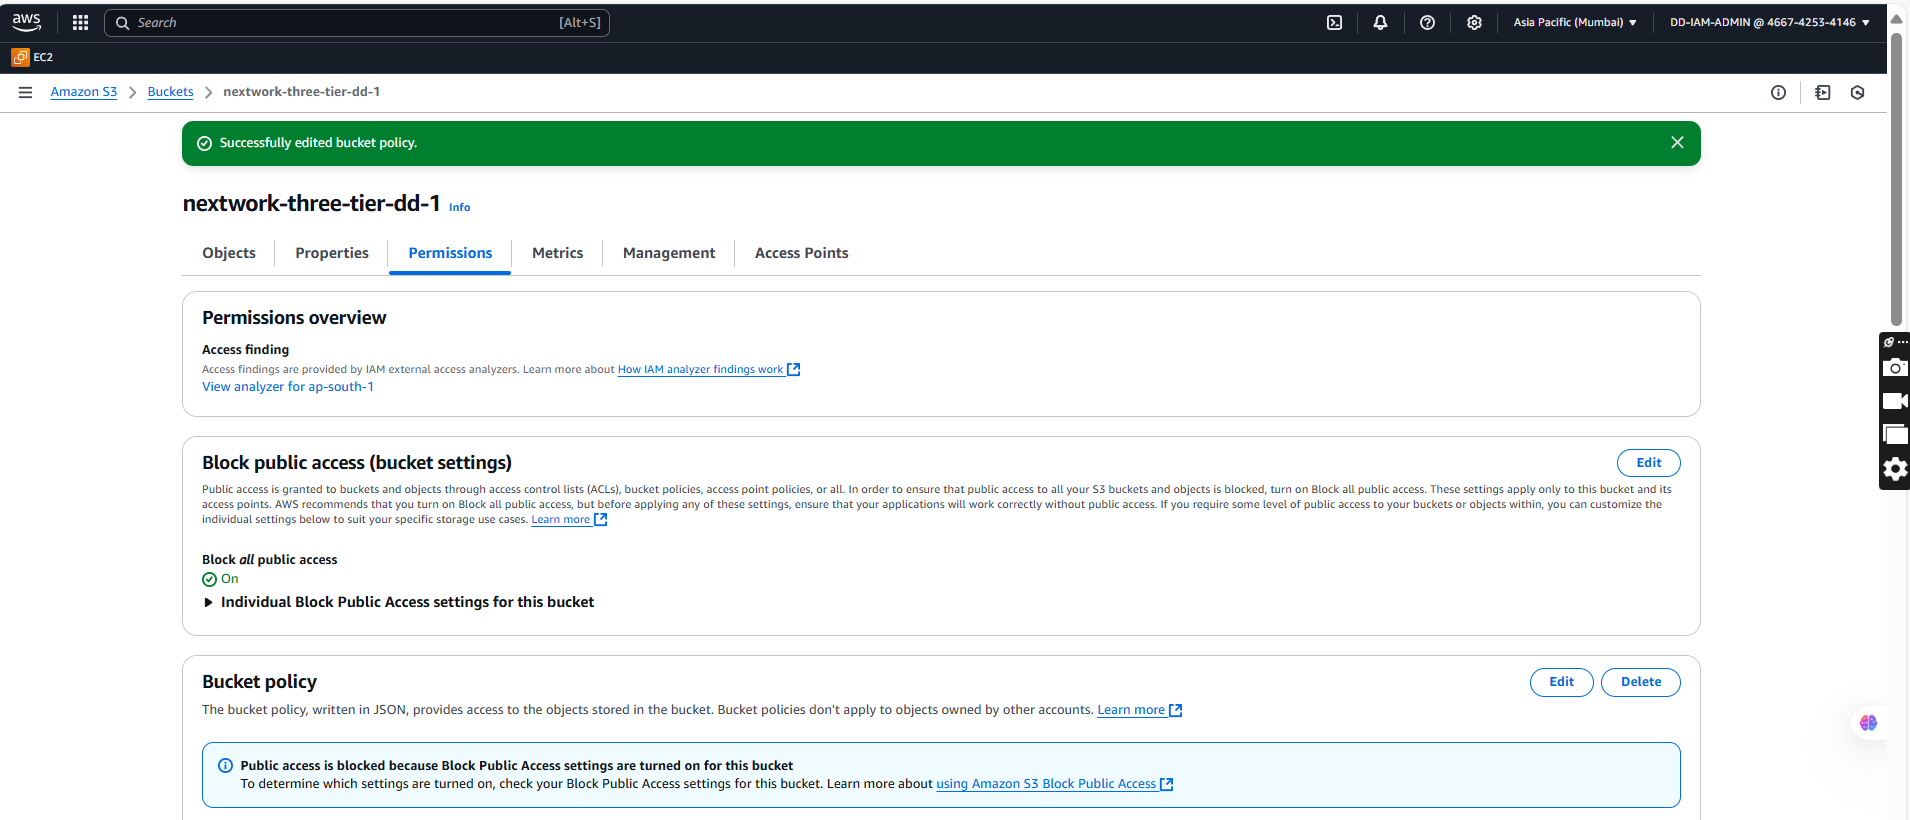 aws
Search [Alt+S]
Asia Pacific (Mumbai)
DD-IAM-ADMIN @ 4667-4253-4146
EC2
Amazon S3
Buckets
nextwork-three-tier-dd-1
Successfully edited bucket policy.
nextwork-three-tier-dd-1 Info
Objects
Properties
Permissions
Metrics
Management
Access Points
Permissions overview
Access finding
Access findings are provided by IAM external access analyzers. Learn more about How IAM analyzer findings work
View analyzer for ap-south-1
Block public access (bucket settings)
Edit
Public access is granted to buckets and objects through access control lists (ACLs), bucket policies, access point policies, or all. In order to ensure that public access to all your S3 buckets and objects is blocked, turn on Block all public access. These settings apply only to this bucket and its
access points. AWS recommends that you turn on Block all public access, but before applying any of these settings, ensure that your applications will work correctly without public access. If you require some level of public access to your buckets or objects within, you can customize the
individual settings below to suit your specific storage use cases. Learn more
Block all public access
On
Individual Block Public Access settings for this bucket
Bucket policy
Edit
Delete
The bucket policy, written in JSON, provides access to the objects stored in the bucket. Bucket policies don't apply to objects owned by other accounts. Learn more
Public access is blocked because Block Public Access settings are turned on for this bucket
To determine which settings are turned on, check your Block Public Access settings for this bucket. Learn more about using Amazon S3 Block Public Access